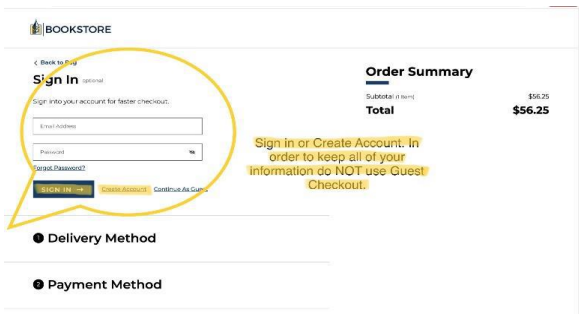 BOOKSTORE
< Back to Bag
Sign In optional
Sign into your account for faster checkout.
Email Address
Password
Forgot Password?
SIGN IN →
Create Account
Continue As Guest
1 Delivery Method
2 Payment Method
Order Summary
Subtotal (1 item) $56.25
Total $56.25
Sign in or Create Account. In
order to keep all of your
information do NOT use Guest
Checkout.